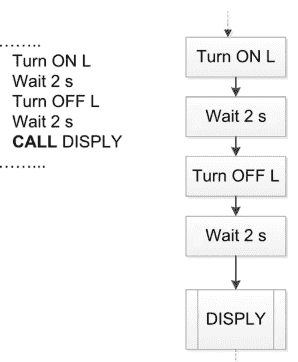 ........
Turn ON L
Wait 2 s
Turn OFF L
Wait 2 s
CALL DISPLY
.........
Turn ON L
Wait 2 s
Turn OFF L
Wait 2 s
DISPLY